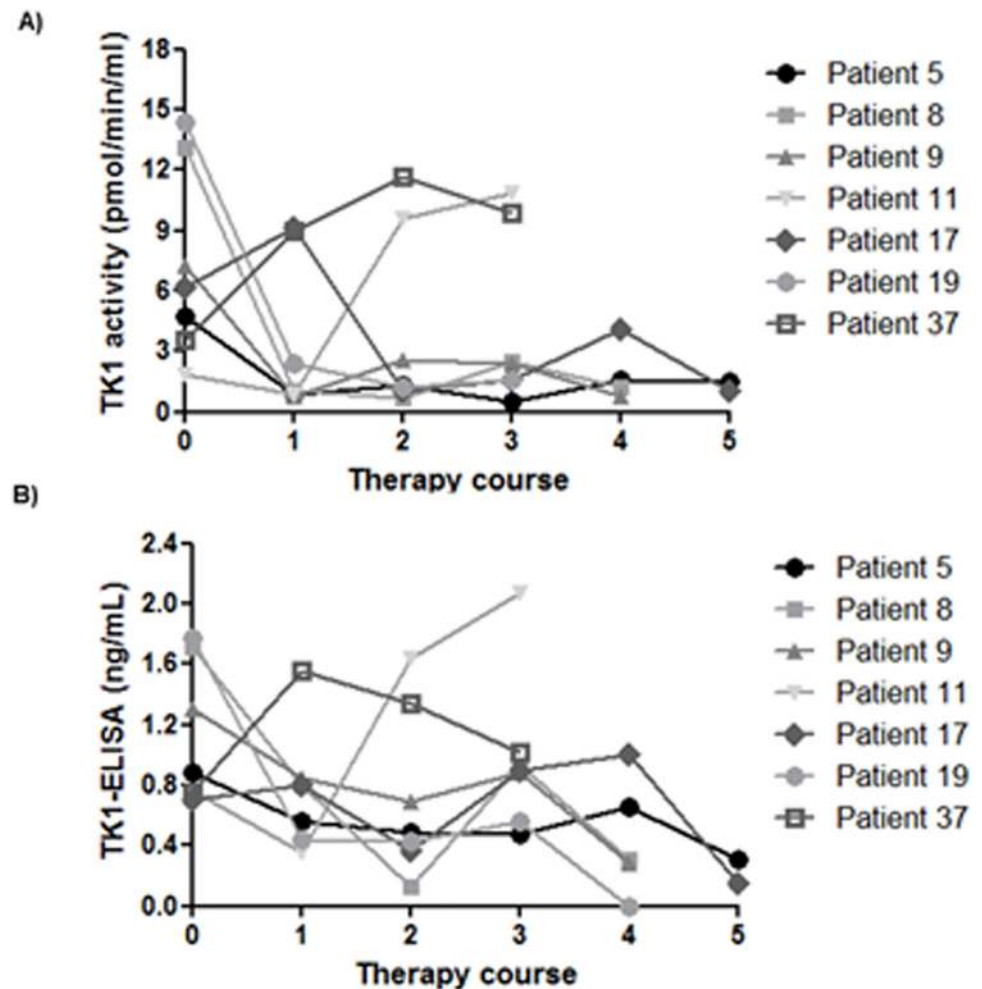 A)
TK1 activity (pmol/min/ml)
18
15
12
9
6
3
0
0 1 2 3 4 5
Therapy course
Patient 5
Patient 8
Patient 9
Patient 11
Patient 17
Patient 19
Patient 37
B)
TK1-ELISA (ng/mL)
2.4
2.0
1.6
1.2
0.8
0.4
0.0
0 1 2 3 4 5
Therapy course
Patient 5
Patient 8
Patient 9
Patient 11
Patient 17
Patient 19
Patient 37